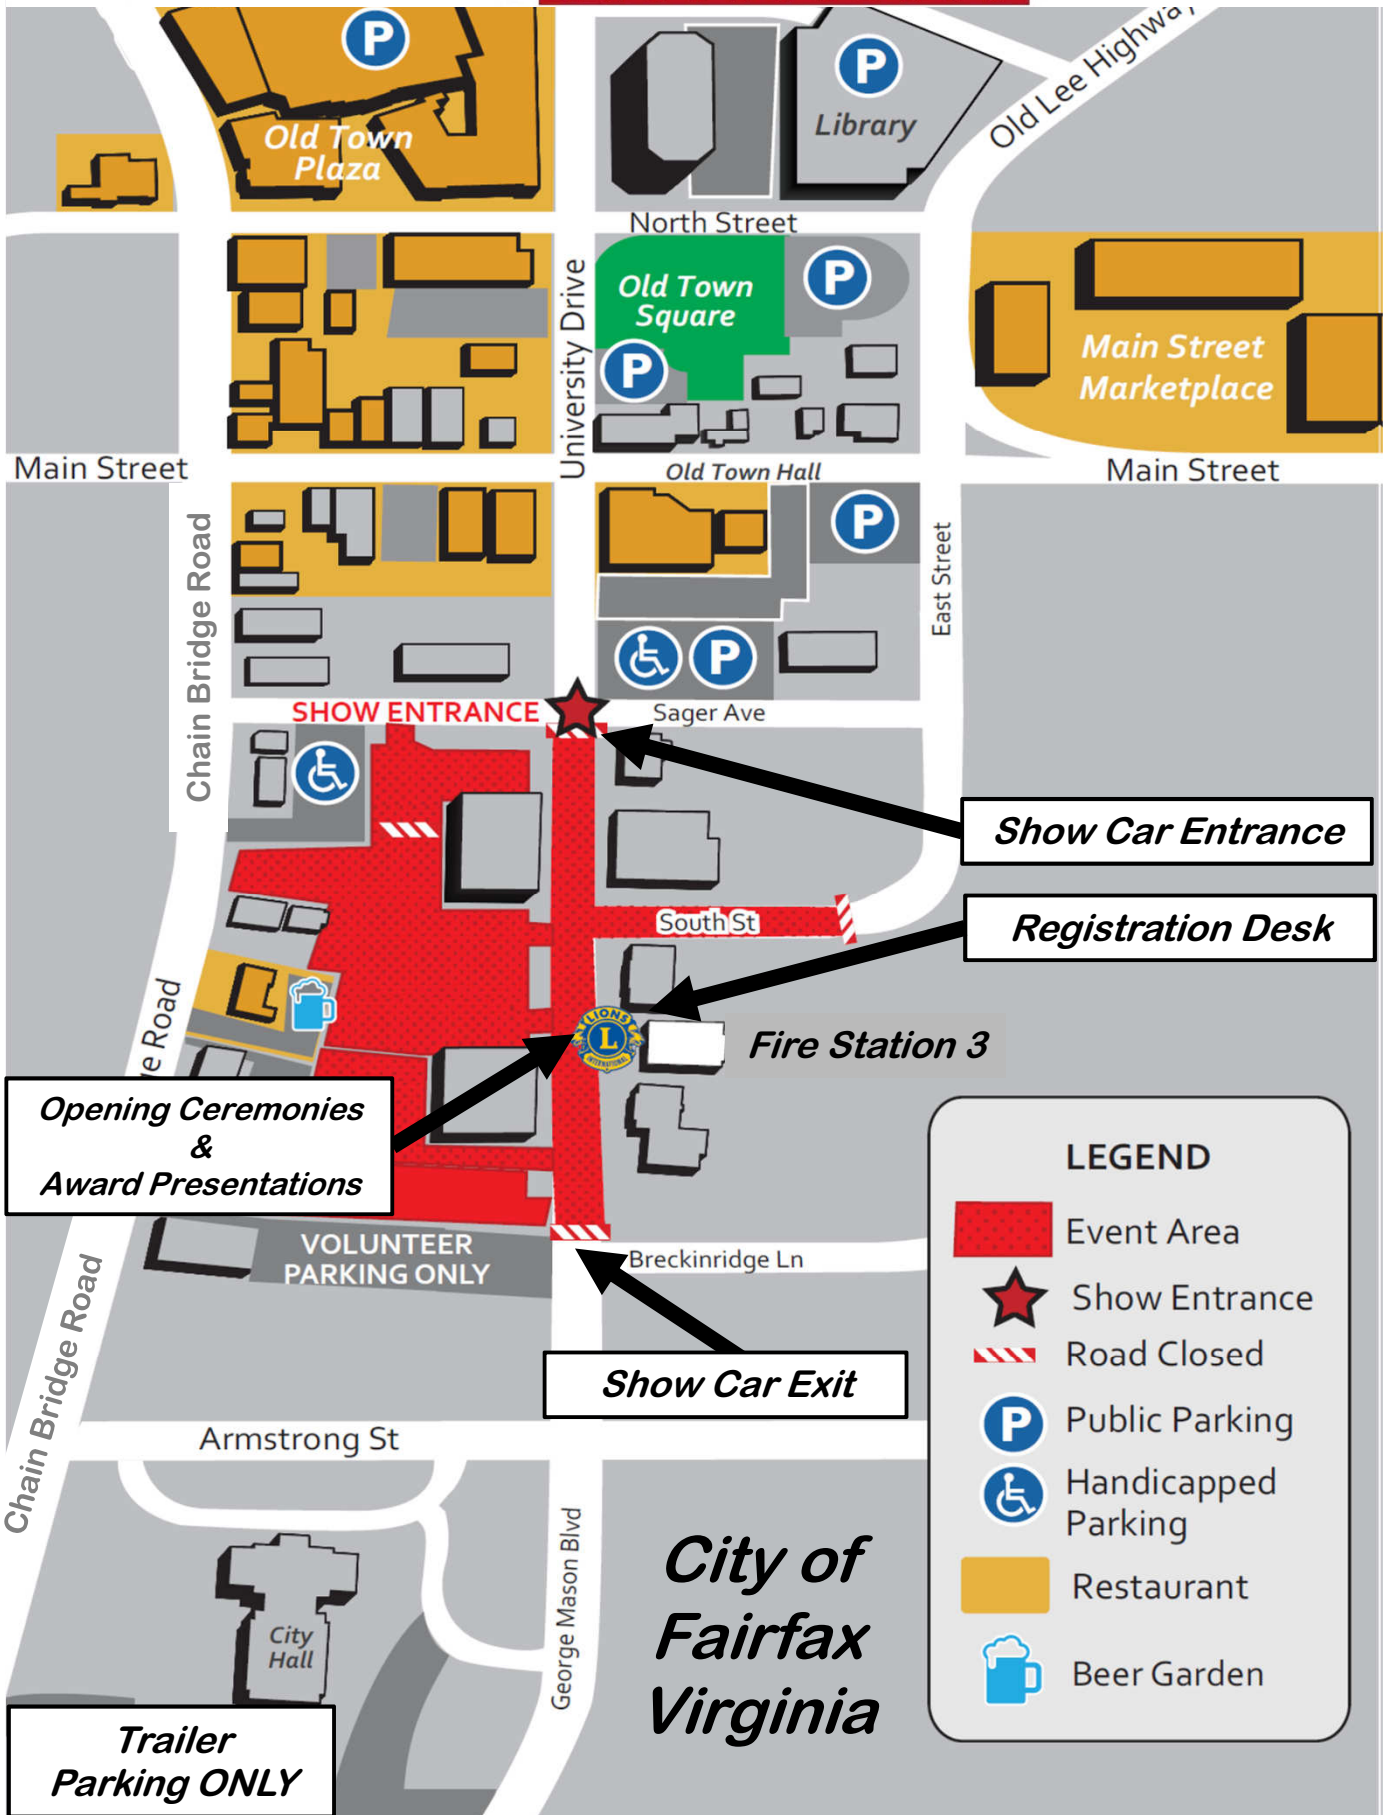 P
P
Library
Old Lee Highway
Old Town
Plaza
North Street
P
Old Town
Square
P
University Drive
Main Street
Marketplace
Main Street
Old Town Hall
Main Street
P
Chain Bridge Road
East Street
P
SHOW ENTRANCE
Sager Ave
Show Car Entrance
South St
Registration Desk
ge Road
LIONS
L
INTERNATIONAL
Fire Station 3
Opening Ceremonies
&
Award Presentations
VOLUNTEER
PARKING ONLY
Breckinridge Ln
Chain Bridge Road
Show Car Exit
Armstrong St
George Mason Blvd
City
Hall
Trailer
Parking ONLY
City of
Fairfax
Virginia
LEGEND
Event Area
Show Entrance
Road Closed
P
Public Parking
Handicapped
Parking
Restaurant
Beer Garden